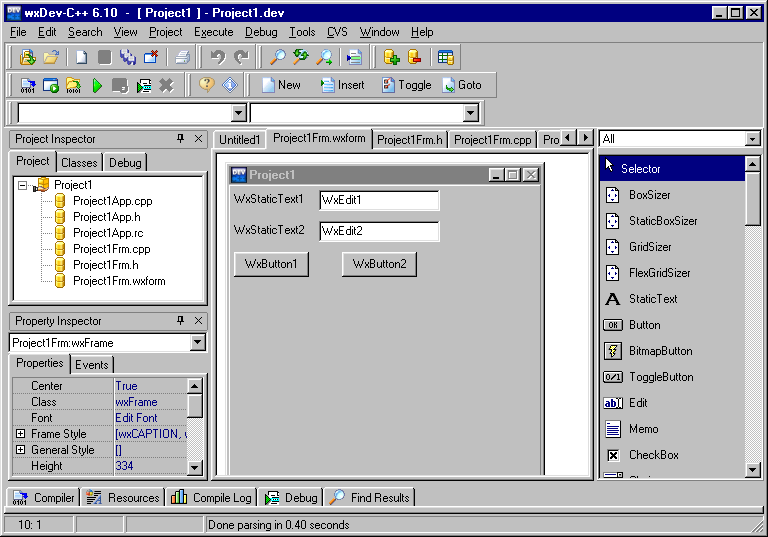 wxDev-C++ 6.10 - [ Project1 ] - Project1.dev
File Edit Search View Project Execute Debug Tools CVS Window Help
New Insert Toggle Goto
Project Inspector
Project Classes Debug
Project1
Project1App.cpp
Project1App.h
Project1App.rc
Project1Frm.cpp
Project1Frm.h
Project1Frm.wxform
Property Inspector
Project1Frm:wxFrame
Properties Events
Center True
Class wxFrame
Font Edit Font
Frame Style [wxCAPTION, w
General Style []
Height 334
Untitled1 Project1Frm.wxform Project1Frm.h Project1Frm.cpp Pro
DEV Project1
WxStaticText1 WxEdit1
WxStaticText2 WxEdit2
WxButton1 WxButton2
All
Selector
BoxSizer
StaticBoxSizer
GridSizer
FlexGridSizer
A StaticText
OK Button
BitmapButton
0/1 ToggleButton
ab Edit
Memo
CheckBox
Compiler Resources Compile Log Debug Find Results
10: 1 Done parsing in 0.40 seconds